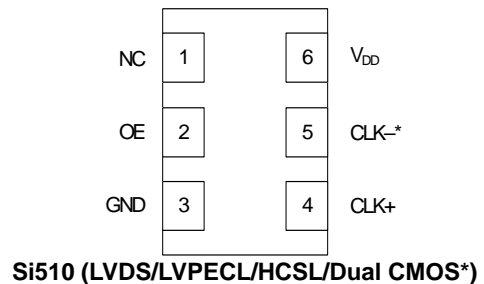 NC 1 6 VDD
OE 2 5 CLK–*
GND 3 4 CLK+
Si510 (LVDS/LVPECL/HCSL/Dual CMOS*)